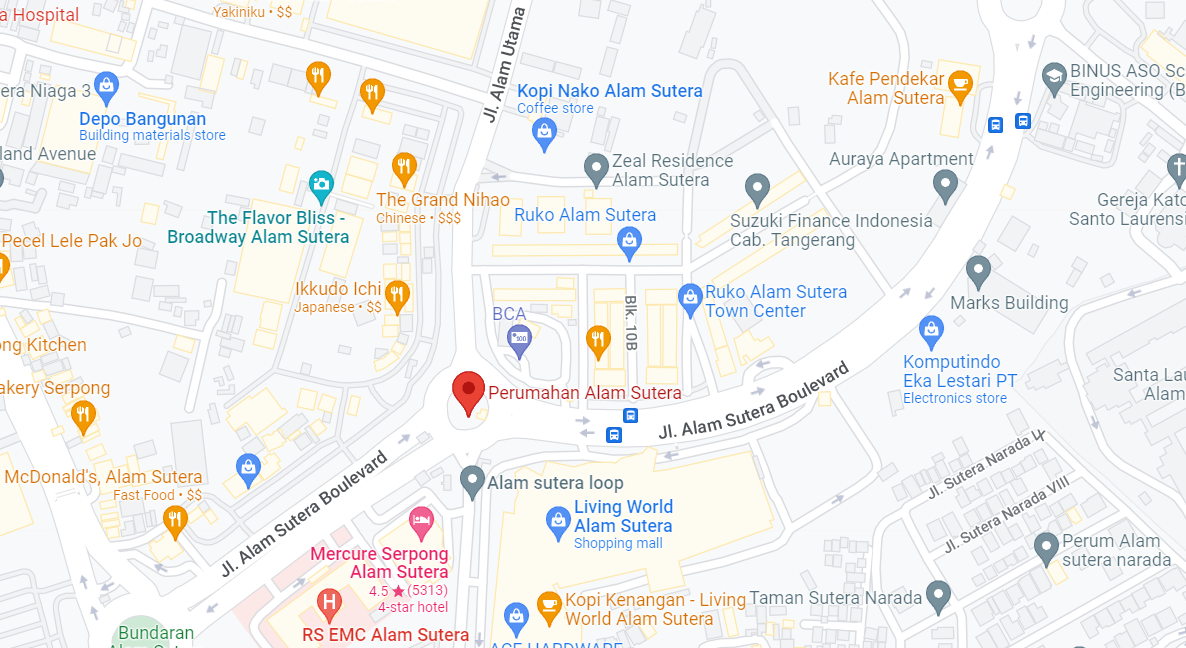 a Hospital
Yakiniku • $$
Jl. Alam Utama
Kopi Nako Alam Sutera
Coffee store
Kafe Pendekar
Alam Sutera
BINUS ASO Sc
Engineering (B
era Niaga 3
Depo Bangunan
Building materials store
land Avenue
Zeal Residence
Alam Sutera
Auraya Apartment
The Grand Nihao
Chinese • $$$
The Flavor Bliss -
Broadway Alam Sutera
Ruko Alam Sutera
Suzuki Finance Indonesia
Cab. Tangerang
Gereja Kato
Santo Laurensi
Pecel Lele Pak Jo
Ikkudo Ichi
Japanese • $$
BCA
100
Blk. 10B
Ruko Alam Sutera
Town Center
Marks Building
ong Kitchen
Komputindo
Eka Lestari PT
Electronics store
akery Serpong
Perumahan Alam Sutera
Santa Lau
Alam
Jl. Alam Sutera Boulevard
McDonald's, Alam Sutera
Fast Food • $$
Jl. Alam Sutera Boulevard
Alam sutera loop
Living World
Alam Sutera
Shopping mall
Jl. Sutera Narada
Jl. Sutera Narada VIII
Mercure Serpong
Alam Sutera
4.5 ★ (5313)
4-star hotel
Perum Alam
sutera narada
H
RS EMC Alam Sutera
Kopi Kenangan - Living
World Alam Sutera
Taman Sutera Narada
Bundaran
ACE HARDWARE